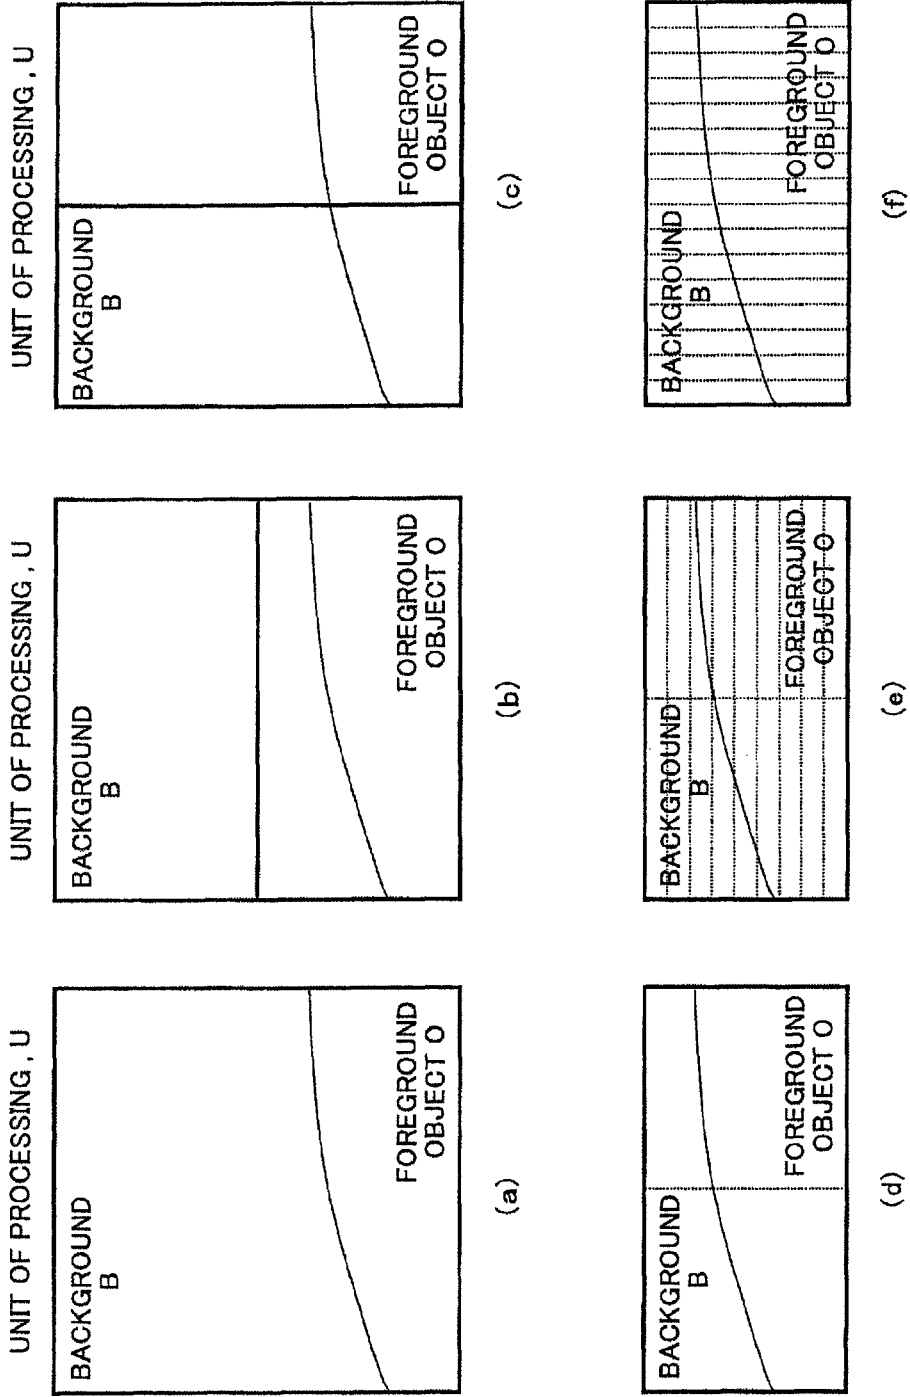 UNIT OF PROCESSING , U
BACKGROUND
B
FOREGROUND
OBJECT O
(a)
UNIT OF PROCESSING , U
BACKGROUND
B
FOREGROUND
OBJECT O
(b)
UNIT OF PROCESSING , U
BACKGROUND
B
FOREGROUND
OBJECT O
(c)
BACKGROUND
B
FOREGROUND
OBJECT O
(d)
BACKGROUND
B
FOREGROUND
OBJECT O
(e)
BACKGROUND
B
FOREGROUND
OBJECT O
(f)